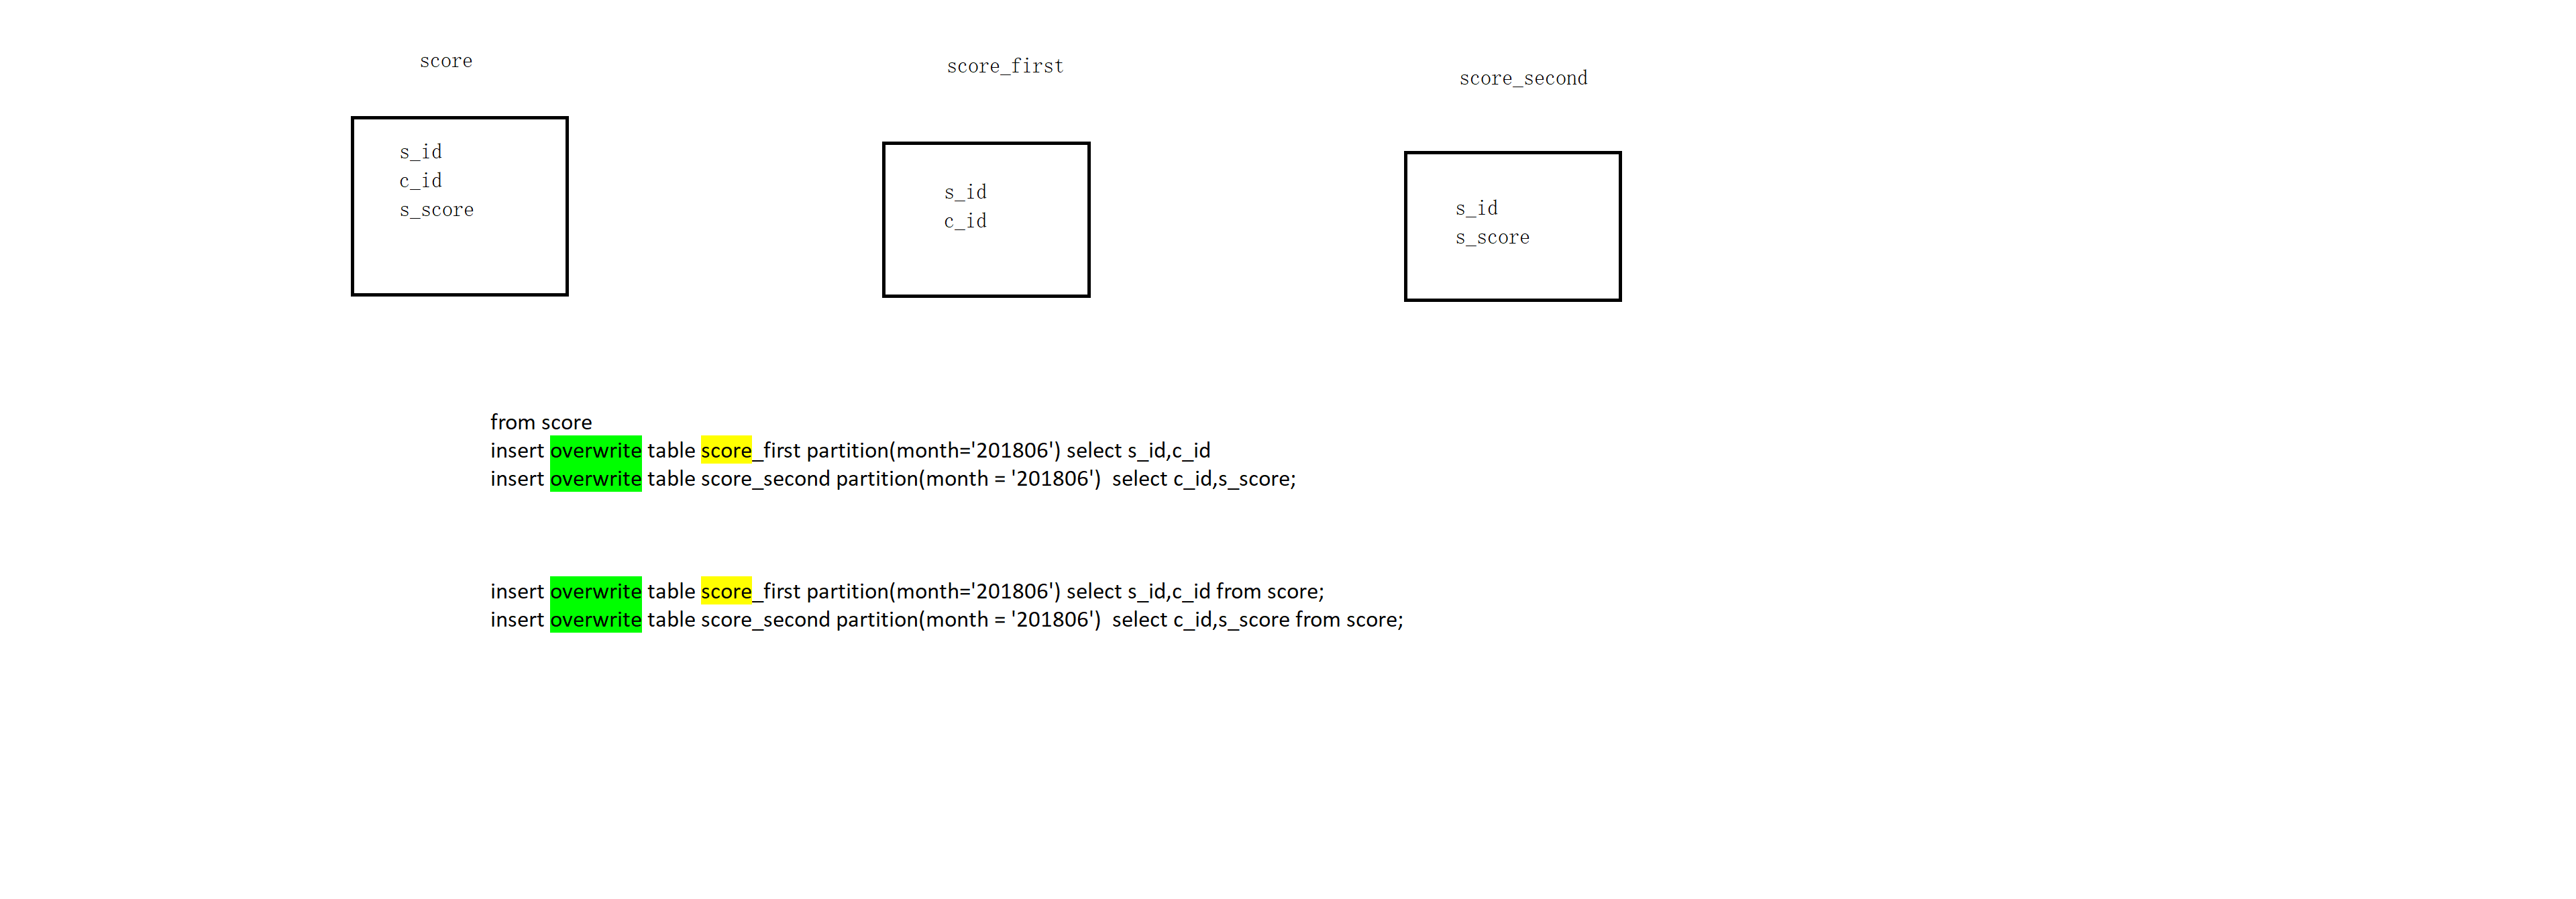 score
score_first
score_second
s_id
c_id
s_score
s_id
c_id
s_id
s_score
from score
insert overwrite table score_first partition(month='201806') select s_id,c_id
insert overwrite table score_second partition(month = '201806')  select c_id,s_score;
insert overwrite table score_first partition(month='201806') select s_id,c_id from score;
insert overwrite table score_second partition(month = '201806')  select c_id,s_score from score;